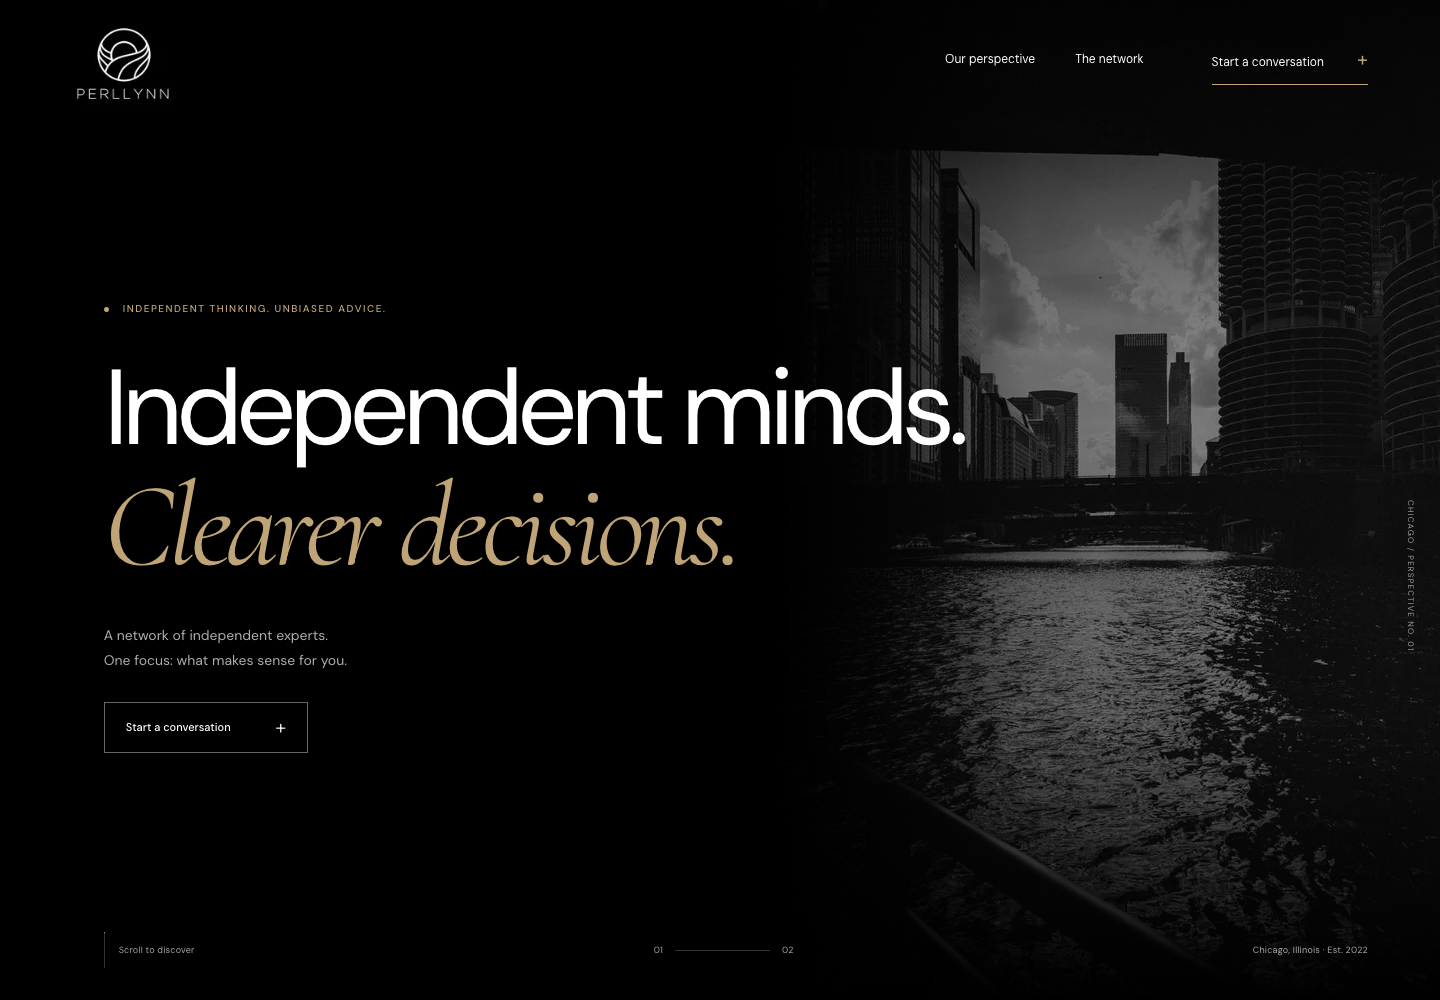 PERLLYNN
Our perspective
The network
Start a conversation +
INDEPENDENT THINKING. UNBIASED ADVICE.
Independent minds.
Clearer decisions.
A network of independent experts.
One focus: what makes sense for you.
Start a conversation +
CHICAGO / PERSPECTIVE NO. 01
Scroll to discover
01
02
Chicago, Illinois · Est. 2022